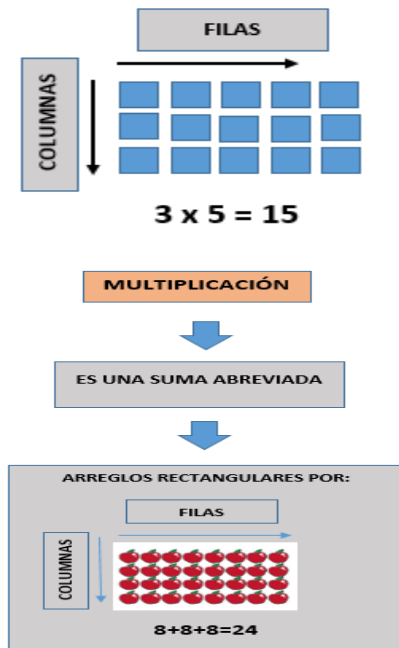 FILAS
COLUMNAS
3 x 5 = 15
MULTIPLICACIÓN
ES UNA SUMA ABREVIADA
ARREGLOS RECTANGULARES POR:
FILAS
COLUMNAS
8+8+8=24